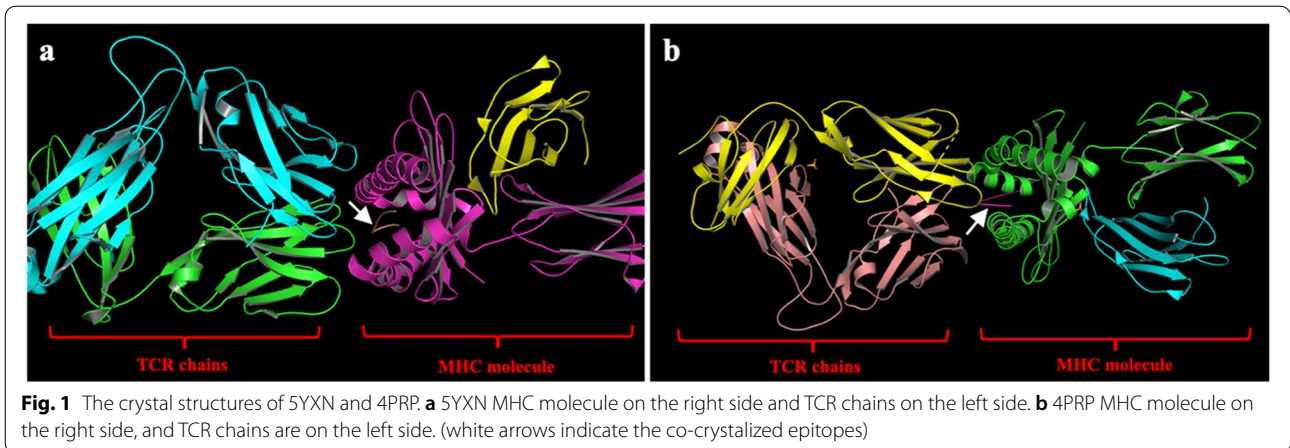 a
b
TCR chains
MHC molecule
TCR chains
MHC molecule
Fig. 1 The crystal structures of 5YXN and 4PRP. a 5YXN MHC molecule on the right side and TCR chains on the left side. b 4PRP MHC molecule on
the right side, and TCR chains are on the left side. (white arrows indicate the co-crystalized epitopes)